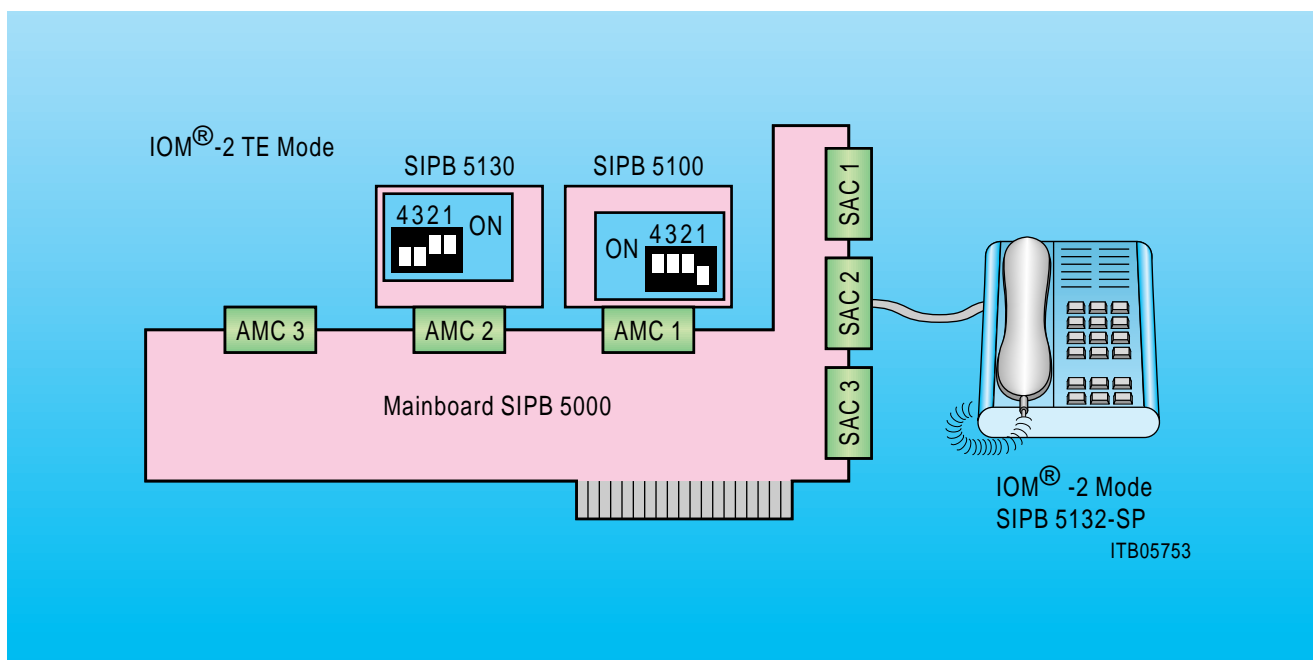 IOM®-2 TE Mode
SIPB 5130
SIPB 5100
4321
ON
ON
4321
SAC 1
SAC 2
SAC 3
AMC 3
AMC 2
AMC 1
Mainboard SIPB 5000
IOM® -2 Mode
SIPB 5132-SP
ITB05753